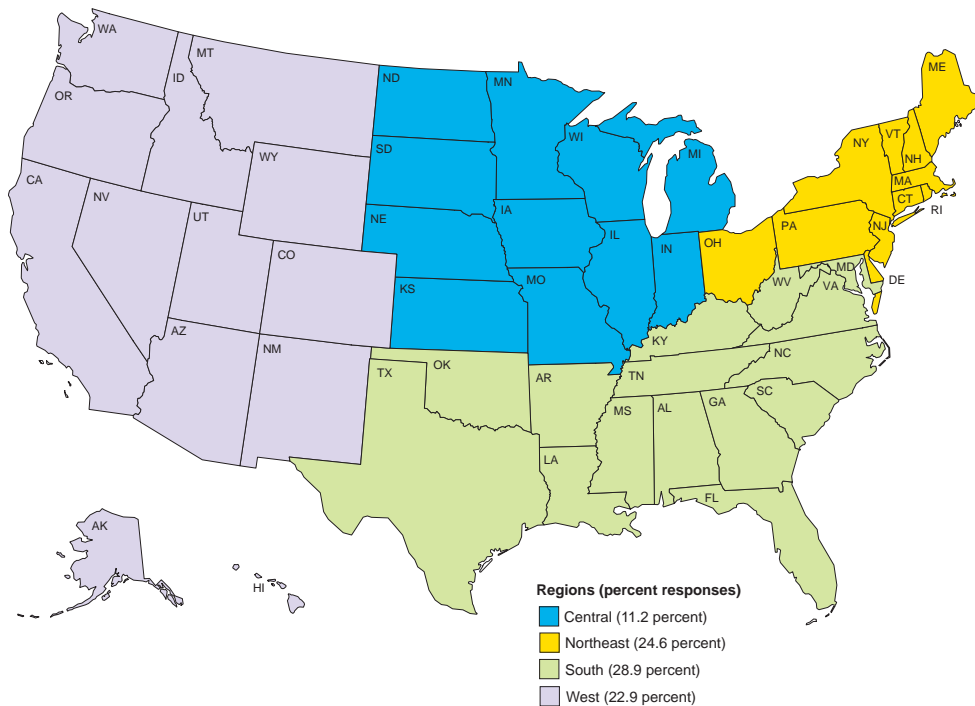 WA
ME
MT
ND
MN
ID
OR
VT
NY
WI
SD
MI
NH
WY
MA
CA
NV
CT
RI
NE
IA
UT
PA
NJ
OH
IL
IN
CO
MD
WV
DE
MO
VA
KS
AZ
KY
NM
NC
TX
OK
TN
AR
SC
MS
AL
GA
LA
FL
AK
HI
Regions (percent responses)
Central (11.2 percent)
Northeast (24.6 percent)
South (28.9 percent)
West (22.9 percent)